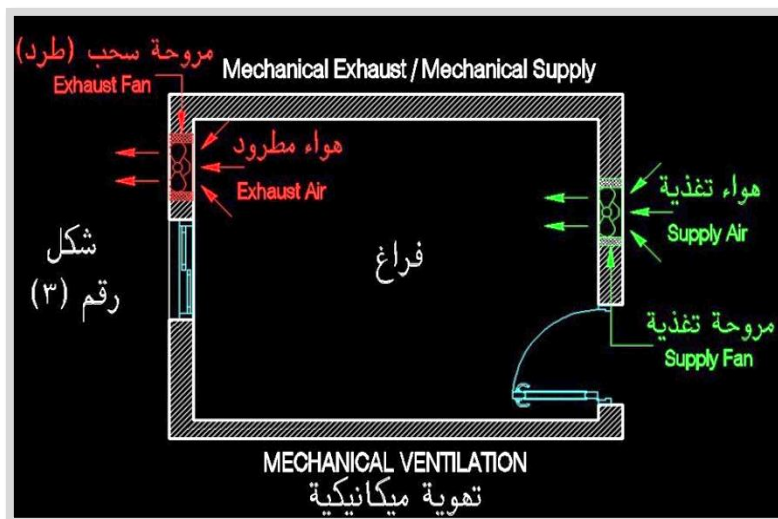 مروحة سحب (طرد)
Exhaust Fan
Mechanical Exhaust / Mechanical Supply
هواء مطرود
Exhaust Air
هواء تغذية
Supply Air
شكل
رقم (٣)
فراغ
مروحة تغذية
Supply Fan
MECHANICAL VENTILATION
تهوية ميكانيكية